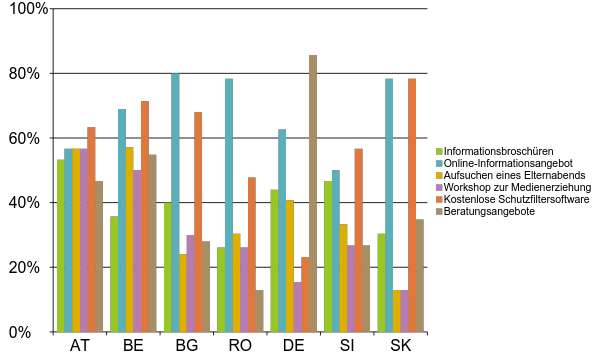 100%
80%
60%
40%
20%
0%
AT BE BG RO DE SI SK
Informationsbroschüren
Online-Informationsangebot
Aufsuchen eines Elternabends
Workshop zur Medienerziehung
Kostenlose Schutzfiltersoftware
Beratungsangebote